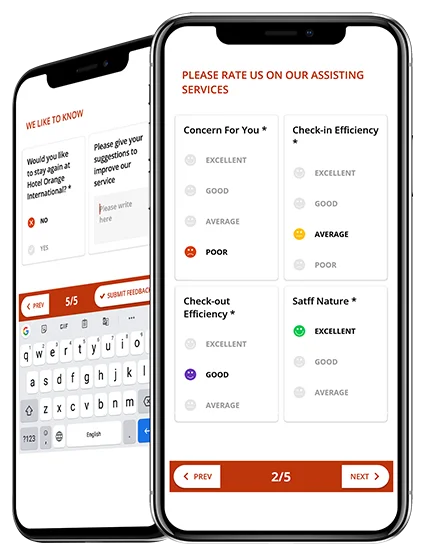 WE LIKE TO KNOW
Would you like
to stay again at
Hotel Orange
International? *
NO
YES
Please give your
suggestions to
improve our
service
Please write
here
PREV
5/5
SUBMIT FEEDBACK
GIF
q w e r t y u i o
a s d f g h j k l
z x c v b n m
?123
English
PLEASE RATE US ON OUR ASSISTING
SERVICES
Concern For You *
EXCELLENT
GOOD
AVERAGE
POOR
Check-in Efficiency
*
EXCELLENT
GOOD
AVERAGE
POOR
Check-out
Efficiency *
EXCELLENT
GOOD
AVERAGE
Satff Nature *
EXCELLENT
GOOD
AVERAGE
PREV
2/5
NEXT